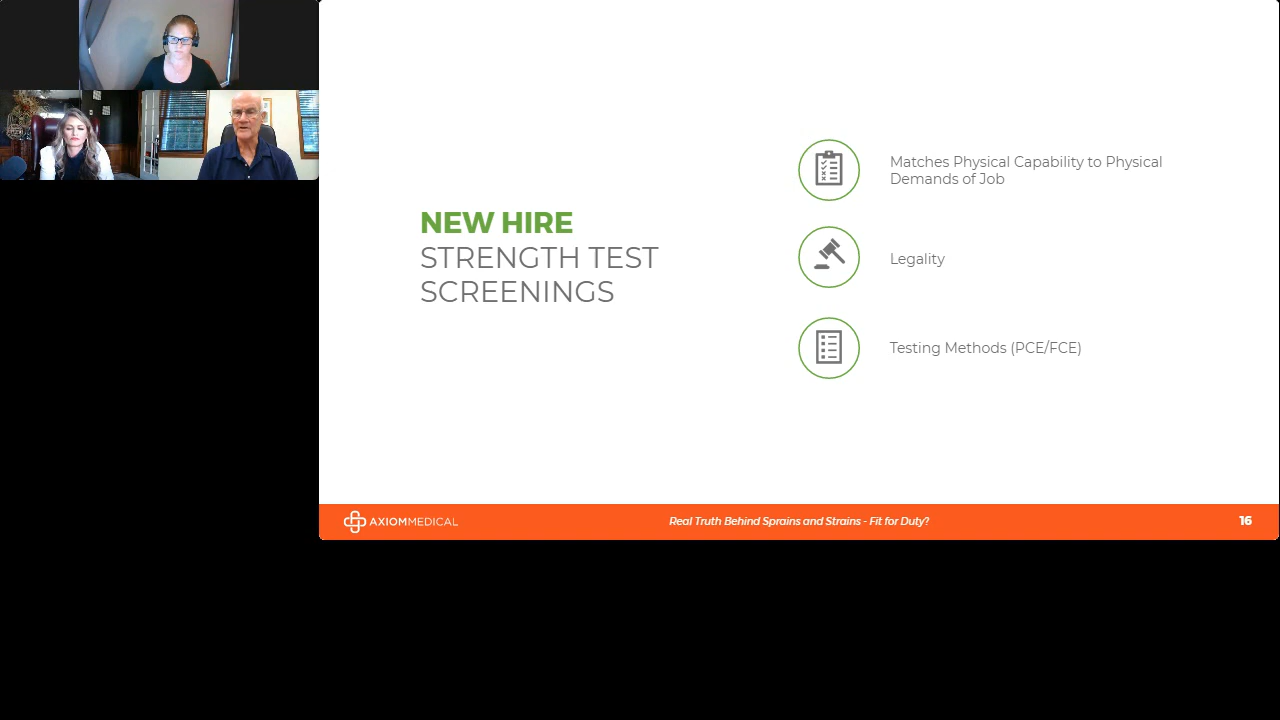 NEW HIRE
STRENGTH TEST
SCREENINGS
Matches Physical Capability to Physical
Demands of Job
Legality
Testing Methods (PCE/FCE)
AXIOMMEDICAL
Real Truth Behind Sprains and Strains - Fit for Duty?
16